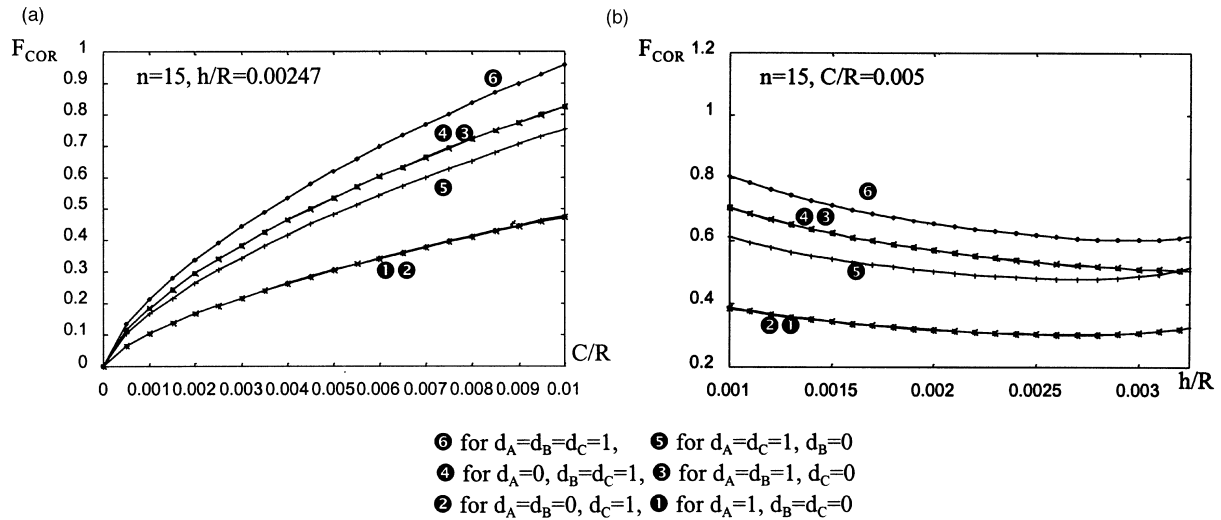 (a)
F_COR
n=15, h/R=0.00247
1
0.9
0.8
0.7
0.6
0.5
0.4
0.3
0.2
0.1
0
❻
❹ ❸
❺
❶ ❷
C/R
0 0.001 0.002 0.003 0.004 0.005 0.006 0.007 0.008 0.009 0.01
(b)
F_COR
n=15, C/R=0.005
1.2
1
0.8
0.6
0.4
0.2
❻
❹ ❸
❺
❷ ❶
h/R
0.001 0.0015 0.002 0.0025 0.003
❻ for d_A=d_B=d_C=1, ❺ for d_A=d_C=1, d_B=0
❹ for d_A=0, d_B=d_C=1, ❸ for d_A=d_B=1, d_C=0
❷ for d_A=d_B=0, d_C=1, ❶ for d_A=1, d_B=d_C=0